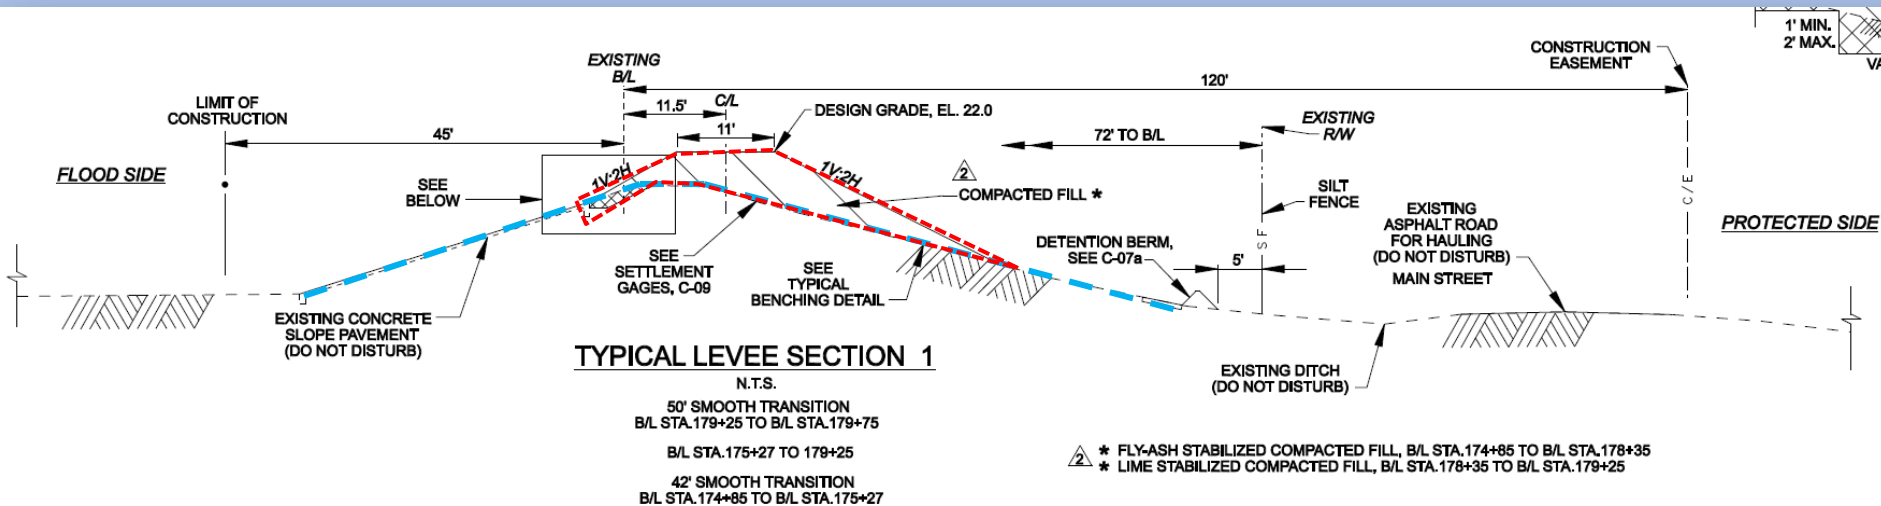 1' MIN.
2' MAX.
VA
CONSTRUCTION
EASEMENT
EXISTING
B/L
120'
LIMIT OF
CONSTRUCTION
11.5'
C/L
DESIGN GRADE, EL. 22.0
EXISTING
R/W
45'
11'
72' TO B/L
FLOOD SIDE
1V:2H
1V:2H
2
SEE
BELOW
COMPACTED FILL *
SILT
FENCE
C/E
EXISTING
ASPHALT ROAD
FOR HAULING
(DO NOT DISTURB)
MAIN STREET
PROTECTED SIDE
SF
DETENTION BERM,
SEE C-07a
5'
SEE
SETTLEMENT
GAGES, C-09
SEE
TYPICAL
BENCHING DETAIL
EXISTING CONCRETE
SLOPE PAVEMENT
(DO NOT DISTURB)
EXISTING DITCH
(DO NOT DISTURB)
TYPICAL LEVEE SECTION 1
N.T.S.
50' SMOOTH TRANSITION
B/L STA.179+25 TO B/L STA.179+75
B/L STA.175+27 TO 179+25
42' SMOOTH TRANSITION
B/L STA.174+85 TO B/L STA.175+27
2
* FLY-ASH STABILIZED COMPACTED FILL, B/L STA.174+85 TO B/L STA.178+35
* LIME STABILIZED COMPACTED FILL, B/L STA.178+35 TO B/L STA.179+25